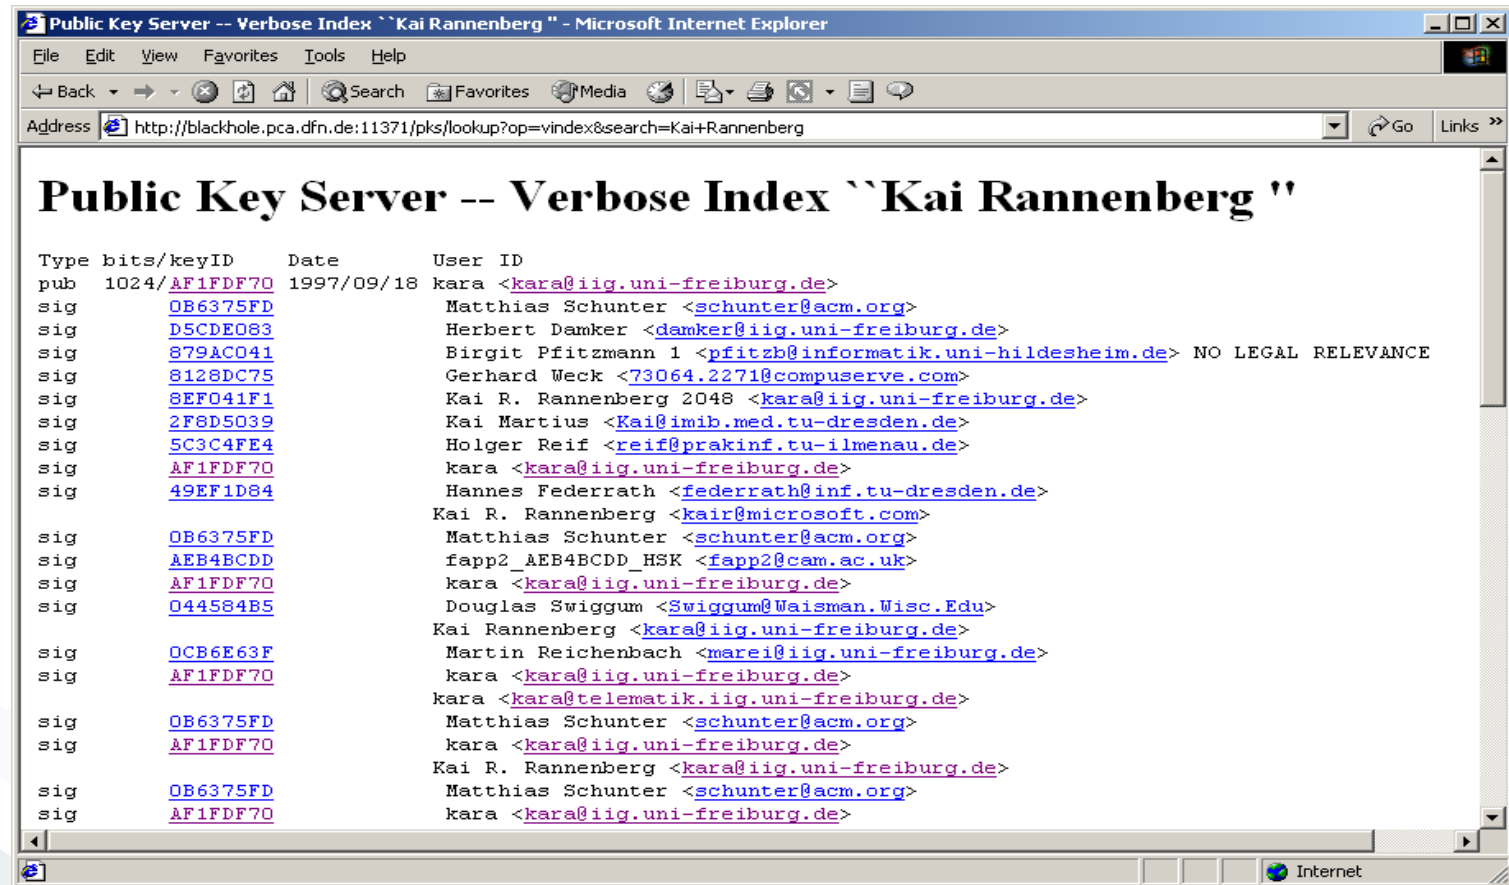 Public Key Server -- Verbose Index ``Kai Rannenberg '' - Microsoft Internet Explorer
File Edit View Favorites Tools Help
Back Search Favorites Media
Address http://blackhole.pca.dfn.de:11371/pks/lookup?op=vindex&search=Kai+Rannenberg Go Links »
Public Key Server -- Verbose Index ``Kai Rannenberg ''
Type bits/keyID Date User ID
pub 1024/AF1FDF70 1997/09/18 kara <kara@iig.uni-freiburg.de>
sig 0B6375FD Matthias Schunter <schunter@acm.org>
sig D5CDE083 Herbert Damker <damker@iig.uni-freiburg.de>
sig 879AC041 Birgit Pfitzmann 1 <pfitzb@informatik.uni-hildesheim.de> NO LEGAL RELEVANCE
sig 8128DC75 Gerhard Weck <73064.2271@compuserve.com>
sig 8EF041F1 Kai R. Rannenberg 2048 <kara@iig.uni-freiburg.de>
sig 2F8D5039 Kai Martius <Kai@imib.med.tu-dresden.de>
sig 5C3C4FE4 Holger Reif <reif@prakinf.tu-ilmenau.de>
sig AF1FDF70 kara <kara@iig.uni-freiburg.de>
sig 49EF1D84 Hannes Federrath <federrath@inf.tu-dresden.de>
Kai R. Rannenberg <kair@microsoft.com>
sig 0B6375FD Matthias Schunter <schunter@acm.org>
sig AEB4BCDD fapp2_AEB4BCDD_HSK <fapp2@cam.ac.uk>
sig AF1FDF70 kara <kara@iig.uni-freiburg.de>
sig 044584B5 Douglas Swiggum <Swiggum@Waisman.Wisc.Edu>
Kai Rannenberg <kara@iig.uni-freiburg.de>
sig 0CB6E63F Martin Reichenbach <marei@iig.uni-freiburg.de>
sig AF1FDF70 kara <kara@iig.uni-freiburg.de>
kara <kara@telematik.iig.uni-freiburg.de>
sig 0B6375FD Matthias Schunter <schunter@acm.org>
sig AF1FDF70 kara <kara@iig.uni-freiburg.de>
Kai R. Rannenberg <kara@iig.uni-freiburg.de>
sig 0B6375FD Matthias Schunter <schunter@acm.org>
sig AF1FDF70 kara <kara@iig.uni-freiburg.de>
Internet